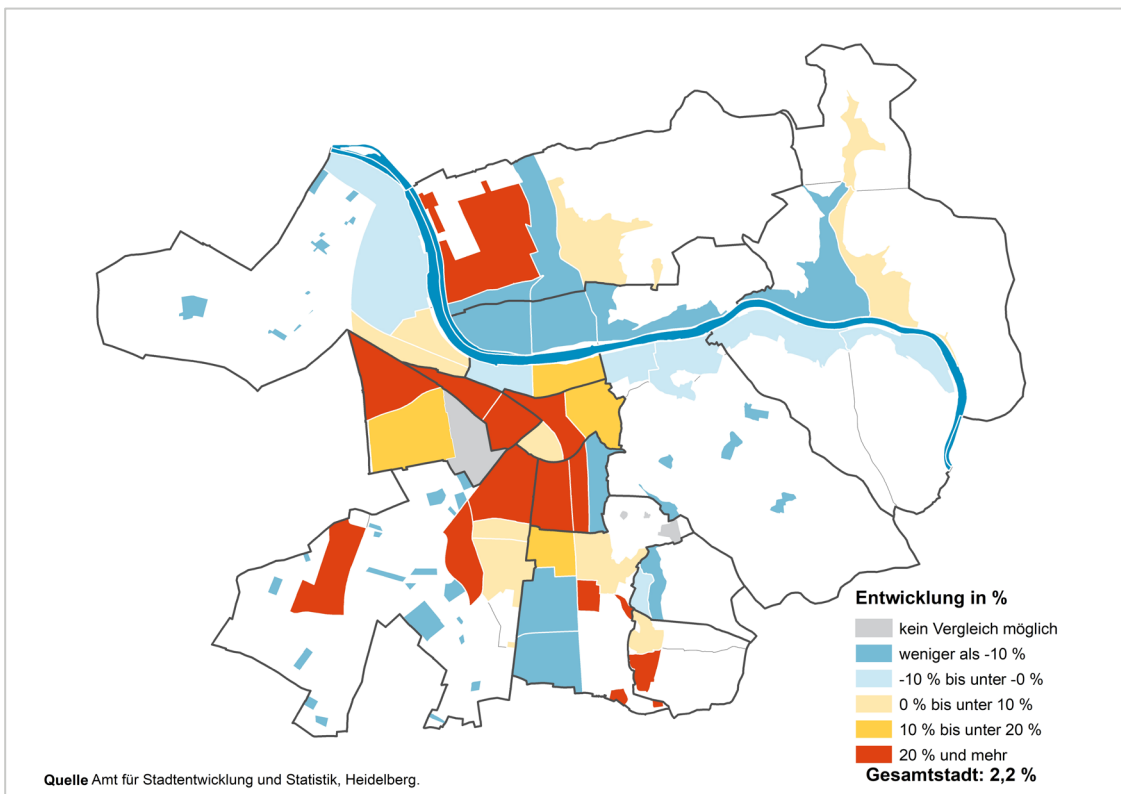 Entwicklung in %
kein Vergleich möglich
weniger als -10 %
-10 % bis unter -0 %
0 % bis unter 10 %
10 % bis unter 20 %
20 % und mehr
Gesamtstadt: 2,2 %
Quelle Amt für Stadtentwicklung und Statistik, Heidelberg.